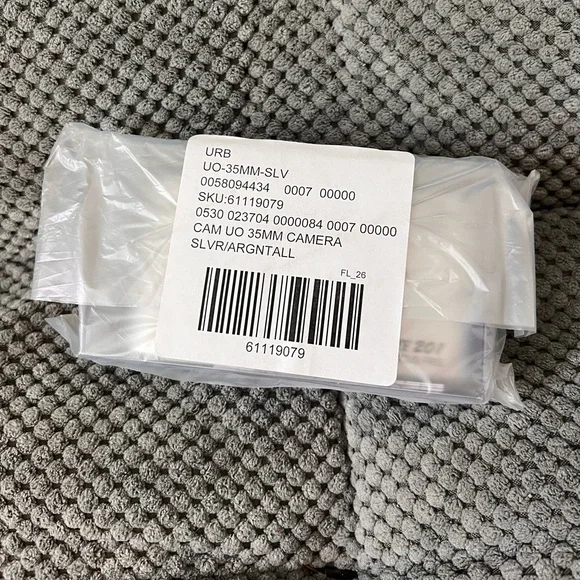 URB
UO-35MM-SLV
0058094434 0007 00000
SKU:61119079
0530 023704 0000084 0007 00000
CAM UO 35MM CAMERA
SLVR/ARGNTALL
FL_26
61119079